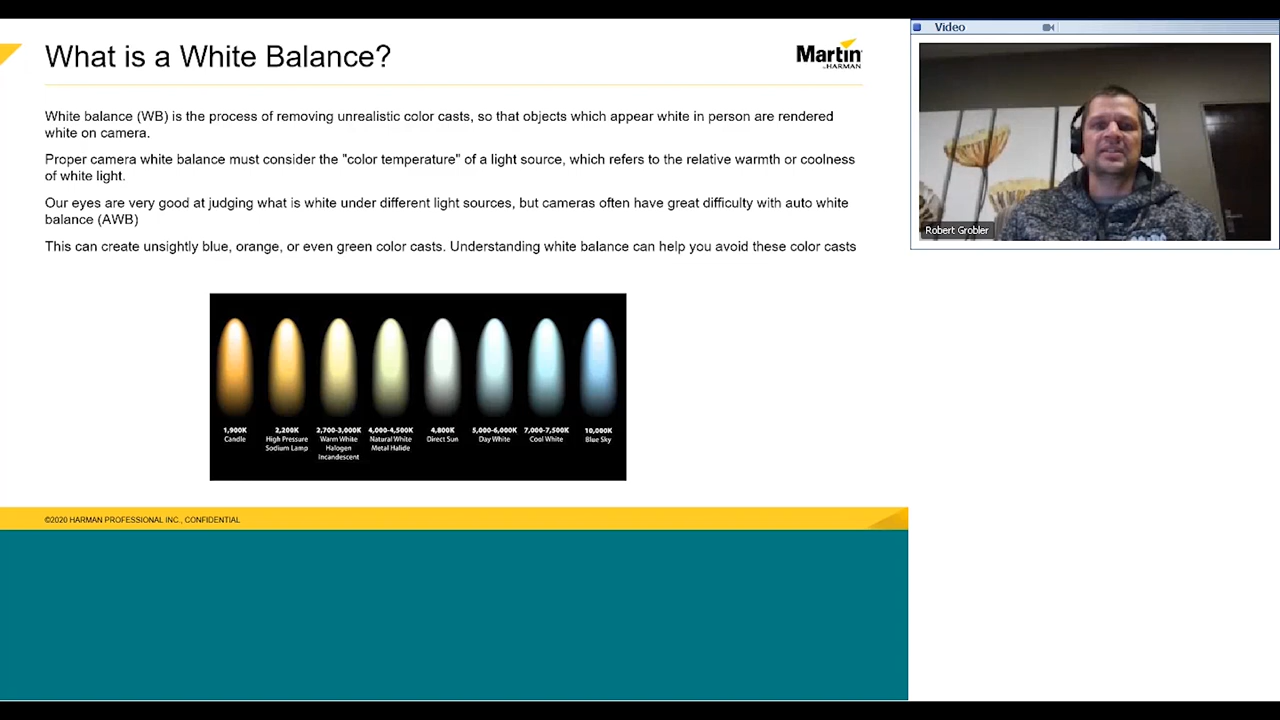 What is a White Balance?
Martin
by HARMAN
White balance (WB) is the process of removing unrealistic color casts, so that objects which appear white in person are rendered
white on camera.
Proper camera white balance must consider the "color temperature" of a light source, which refers to the relative warmth or coolness
of white light.
Our eyes are very good at judging what is white under different light sources, but cameras often have great difficulty with auto white
balance (AWB)
This can create unsightly blue, orange, or even green color casts. Understanding white balance can help you avoid these color casts
1,900K
Candle
2,200K
High Pressure
Sodium Lamp
2,700-3,000K
Warm White
Halogen
Incandescent
4,000-4,500K
Natural White
Metal Halide
4,800K
Direct Sun
5,000-6,000K
Day White
7,000-7,500K
Cool White
10,000K
Blue Sky
©2020 HARMAN PROFESSIONAL INC., CONFIDENTIAL
Video
Robert Grobler